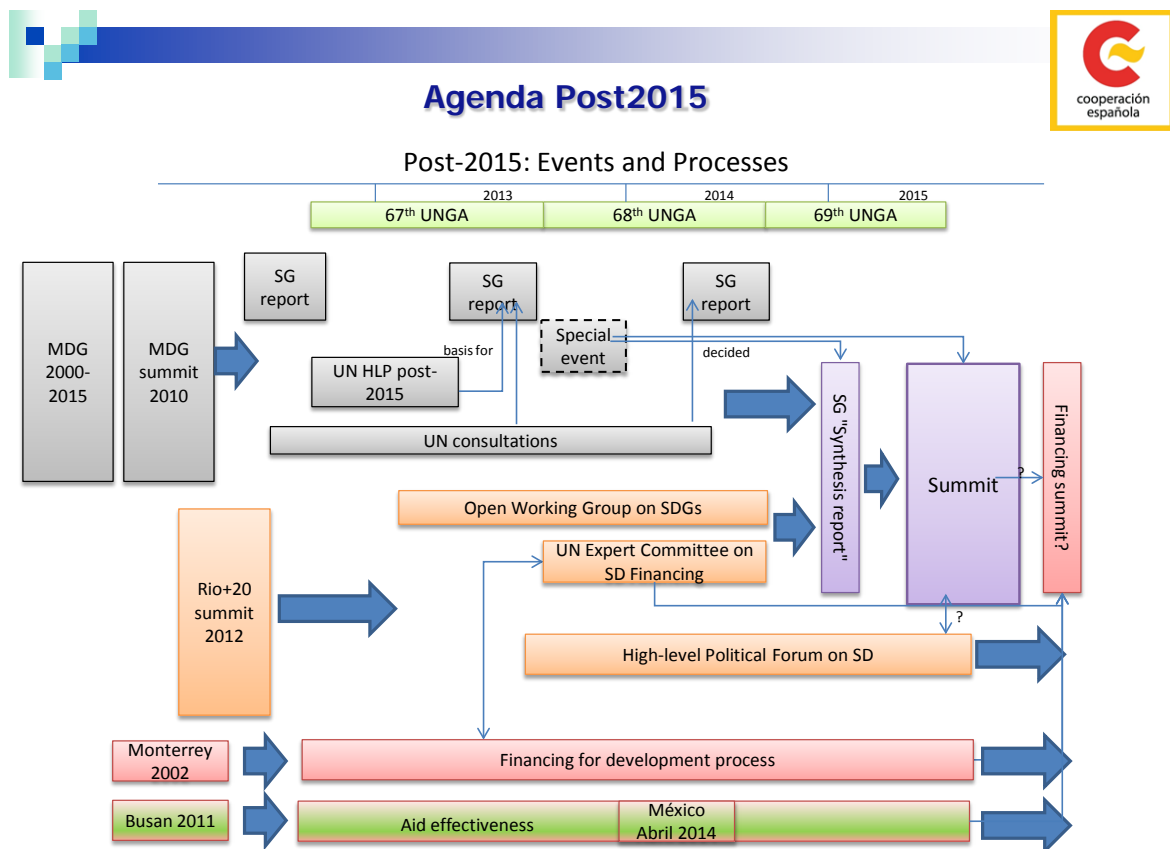 Agenda Post2015
cooperación
española
Post-2015: Events and Processes
2013
2014
2015
67th UNGA
68th UNGA
69th UNGA
SG
report
SG
report
SG
report
MDG
2000-
2015
MDG
summit
2010
Special
event
basis for
decided
UN HLP post-
2015
UN consultations
SG "Synthesis report"
Summit
?
Financing summit?
Open Working Group on SDGs
UN Expert Committee on
SD Financing
Rio+20
summit
2012
?
High-level Political Forum on SD
Monterrey
2002
Financing for development process
Busan 2011
Aid effectiveness
México
Abril 2014